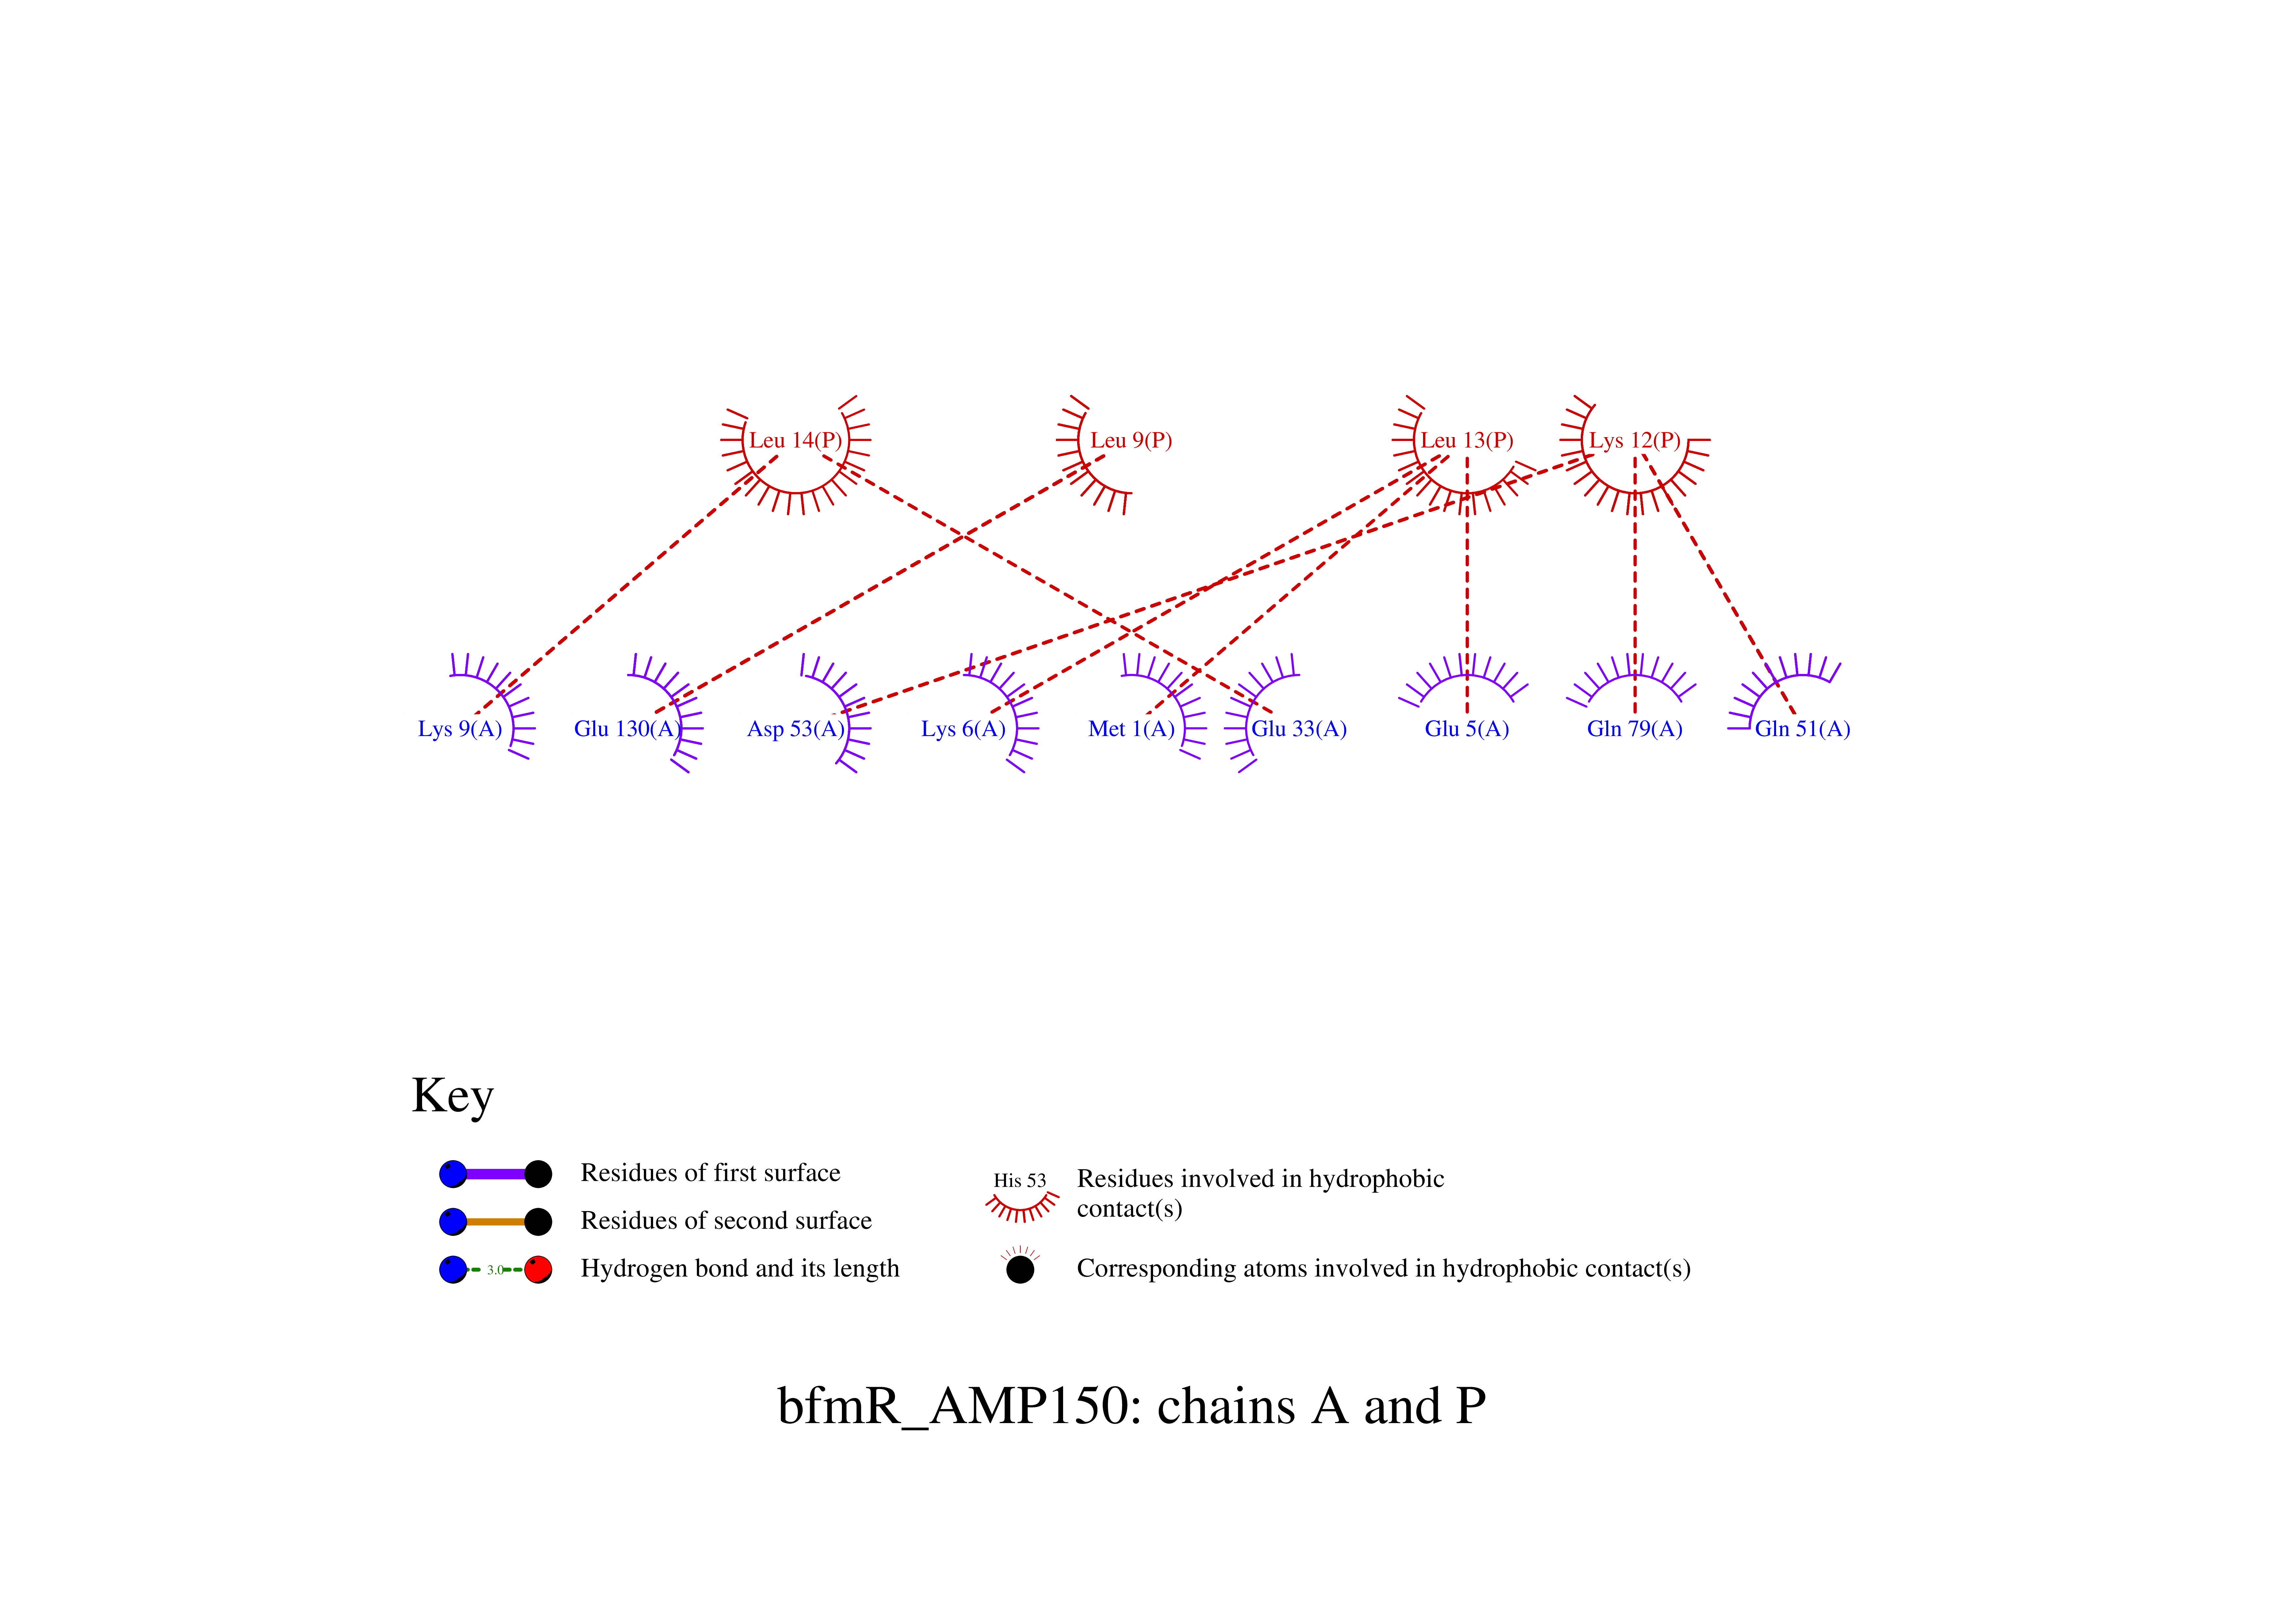 Leu 14(P) Leu 9(P) Leu 13(P) Lys 12(P)
Lys 9(A) Glu 130(A) Asp 53(A) Lys 6(A) Met 1(A) Glu 33(A) Glu 5(A) Gln 79(A) Gln 51(A)
Key
Residues of first surface
Residues of second surface
3.0 Hydrogen bond and its length
His 53 Residues involved in hydrophobic
contact(s)
Corresponding atoms involved in hydrophobic contact(s)
bfmR_AMP150: chains A and P